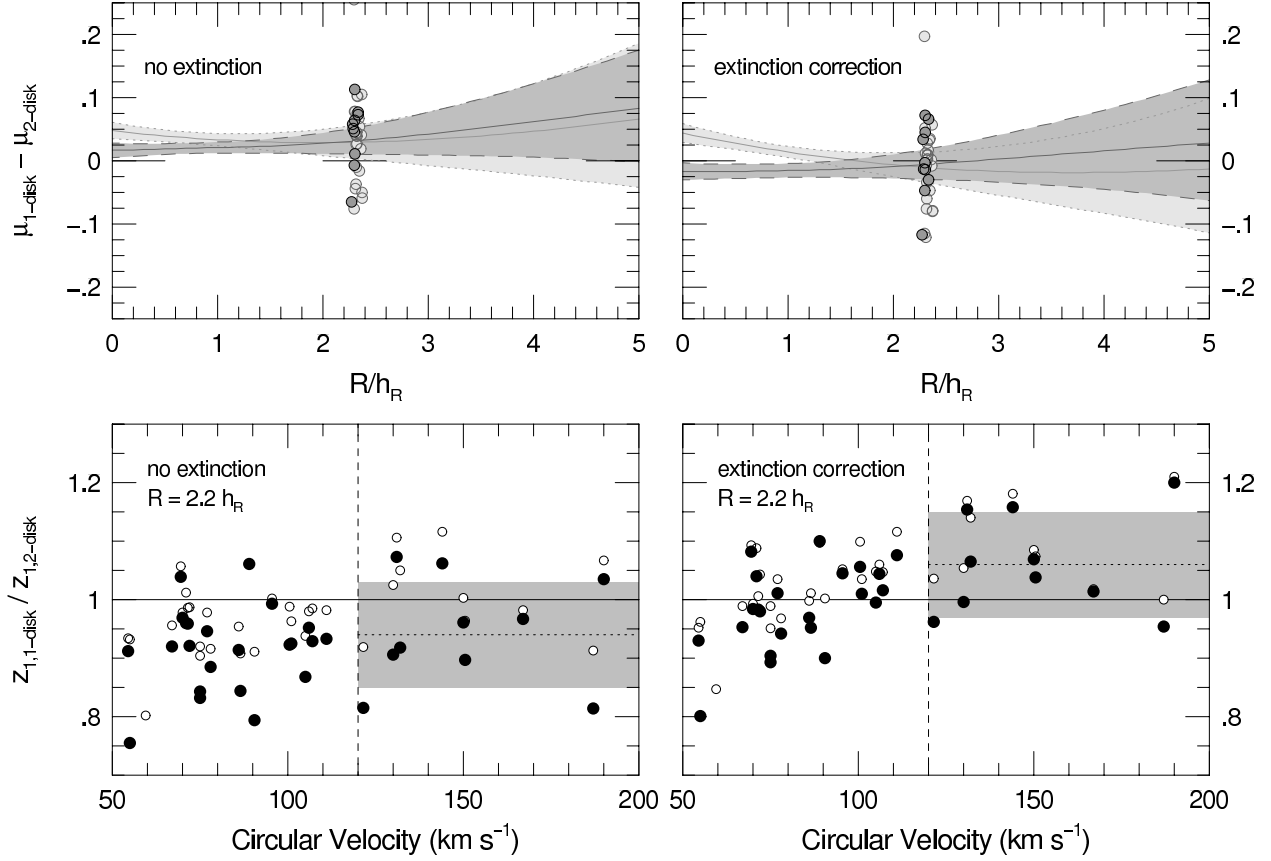 .2
.1
0
−.1
−.2
μ1−disk − μ2−disk
no extinction
0 1 2 3 4 5
R/hR
extinction correction
.2
.1
0
−.1
−.2
0 1 2 3 4 5
R/hR
1.2
1
.8
z1,1−disk / z1,2−disk
no extinction
R = 2.2 hR
50 100 150 200
Circular Velocity (km s−1)
extinction correction
R = 2.2 hR
1.2
1
.8
50 100 150 200
Circular Velocity (km s−1)